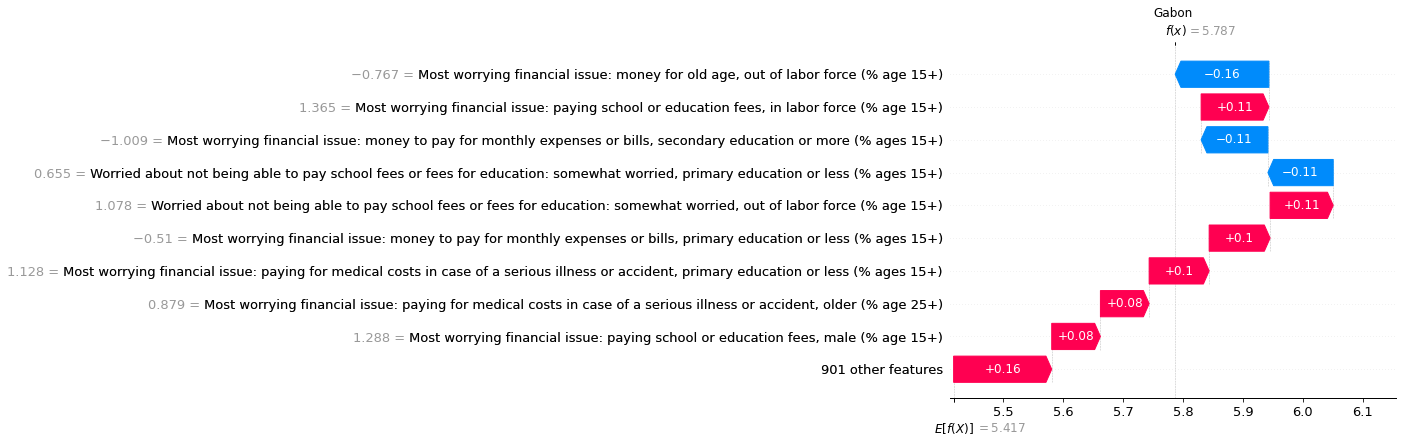 Gabon
f(x) = 5.787
−0.767 = Most worrying financial issue: money for old age, out of labor force (% age 15+)
−0.16
1.365 = Most worrying financial issue: paying school or education fees, in labor force (% age 15+)
+0.11
−1.009 = Most worrying financial issue: money to pay for monthly expenses or bills, secondary education or more (% ages 15+)
−0.11
0.655 = Worried about not being able to pay school fees or fees for education: somewhat worried, primary education or less (% ages 15+)
−0.11
1.078 = Worried about not being able to pay school fees or fees for education: somewhat worried, out of labor force (% age 15+)
+0.11
−0.51 = Most worrying financial issue: money to pay for monthly expenses or bills, primary education or less (% ages 15+)
+0.1
1.128 = Most worrying financial issue: paying for medical costs in case of a serious illness or accident, primary education or less (% ages 15+)
+0.1
0.879 = Most worrying financial issue: paying for medical costs in case of a serious illness or accident, older (% age 25+)
+0.08
1.288 = Most worrying financial issue: paying school or education fees, male (% age 15+)
+0.08
901 other features
+0.16
5.5 5.6 5.7 5.8 5.9 6.0 6.1
E[f(X)] = 5.417